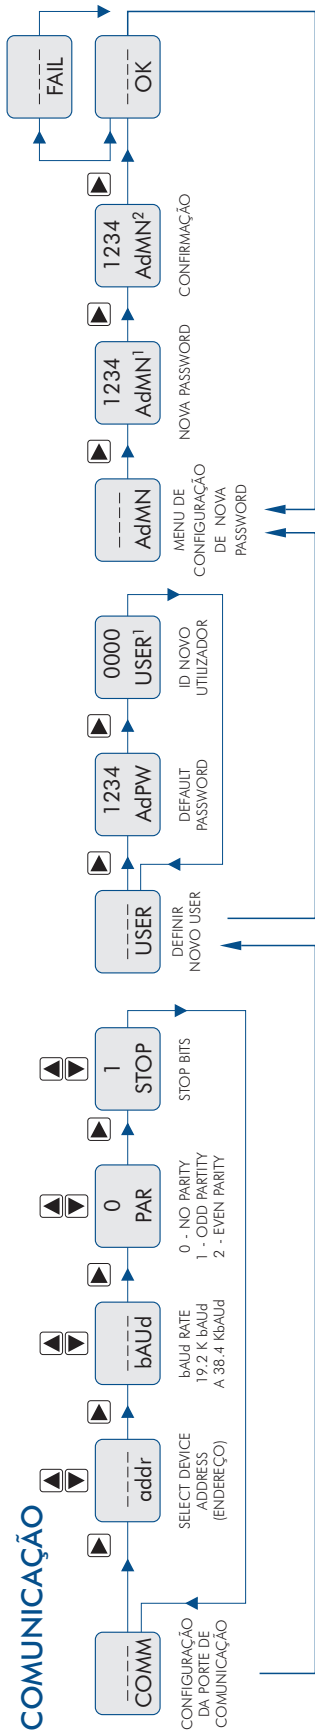 COMUNICAÇÃO
----
COMM
CONFIGURAÇÃO
DA PORTE DE
COMUNICAÇÃO
----
addr
SELECT DEVICE
ADDRESS
(ENDEREÇO)
----
bAUd
bAUd RATE
19.2 K bAUd
A 38.4 KbAUd
0
PAR
0 - NO PARITY
1 - ODD PARTITY
2 - EVEN PARITY
1
STOP
STOP BITS
----
USER
DEFINIR
NOVO USER
1234
AdPW
DEFAULT
PASSWORD
0000
USER¹
ID NOVO
UTILIZADOR
----
AdMN
MENU DE
CONFIGURAÇÃO
DE NOVA
PASSWORD
1234
AdMN¹
NOVA PASSWORD
1234
AdMN²
CONFIRMAÇÃO
----
FAIL
----
OK